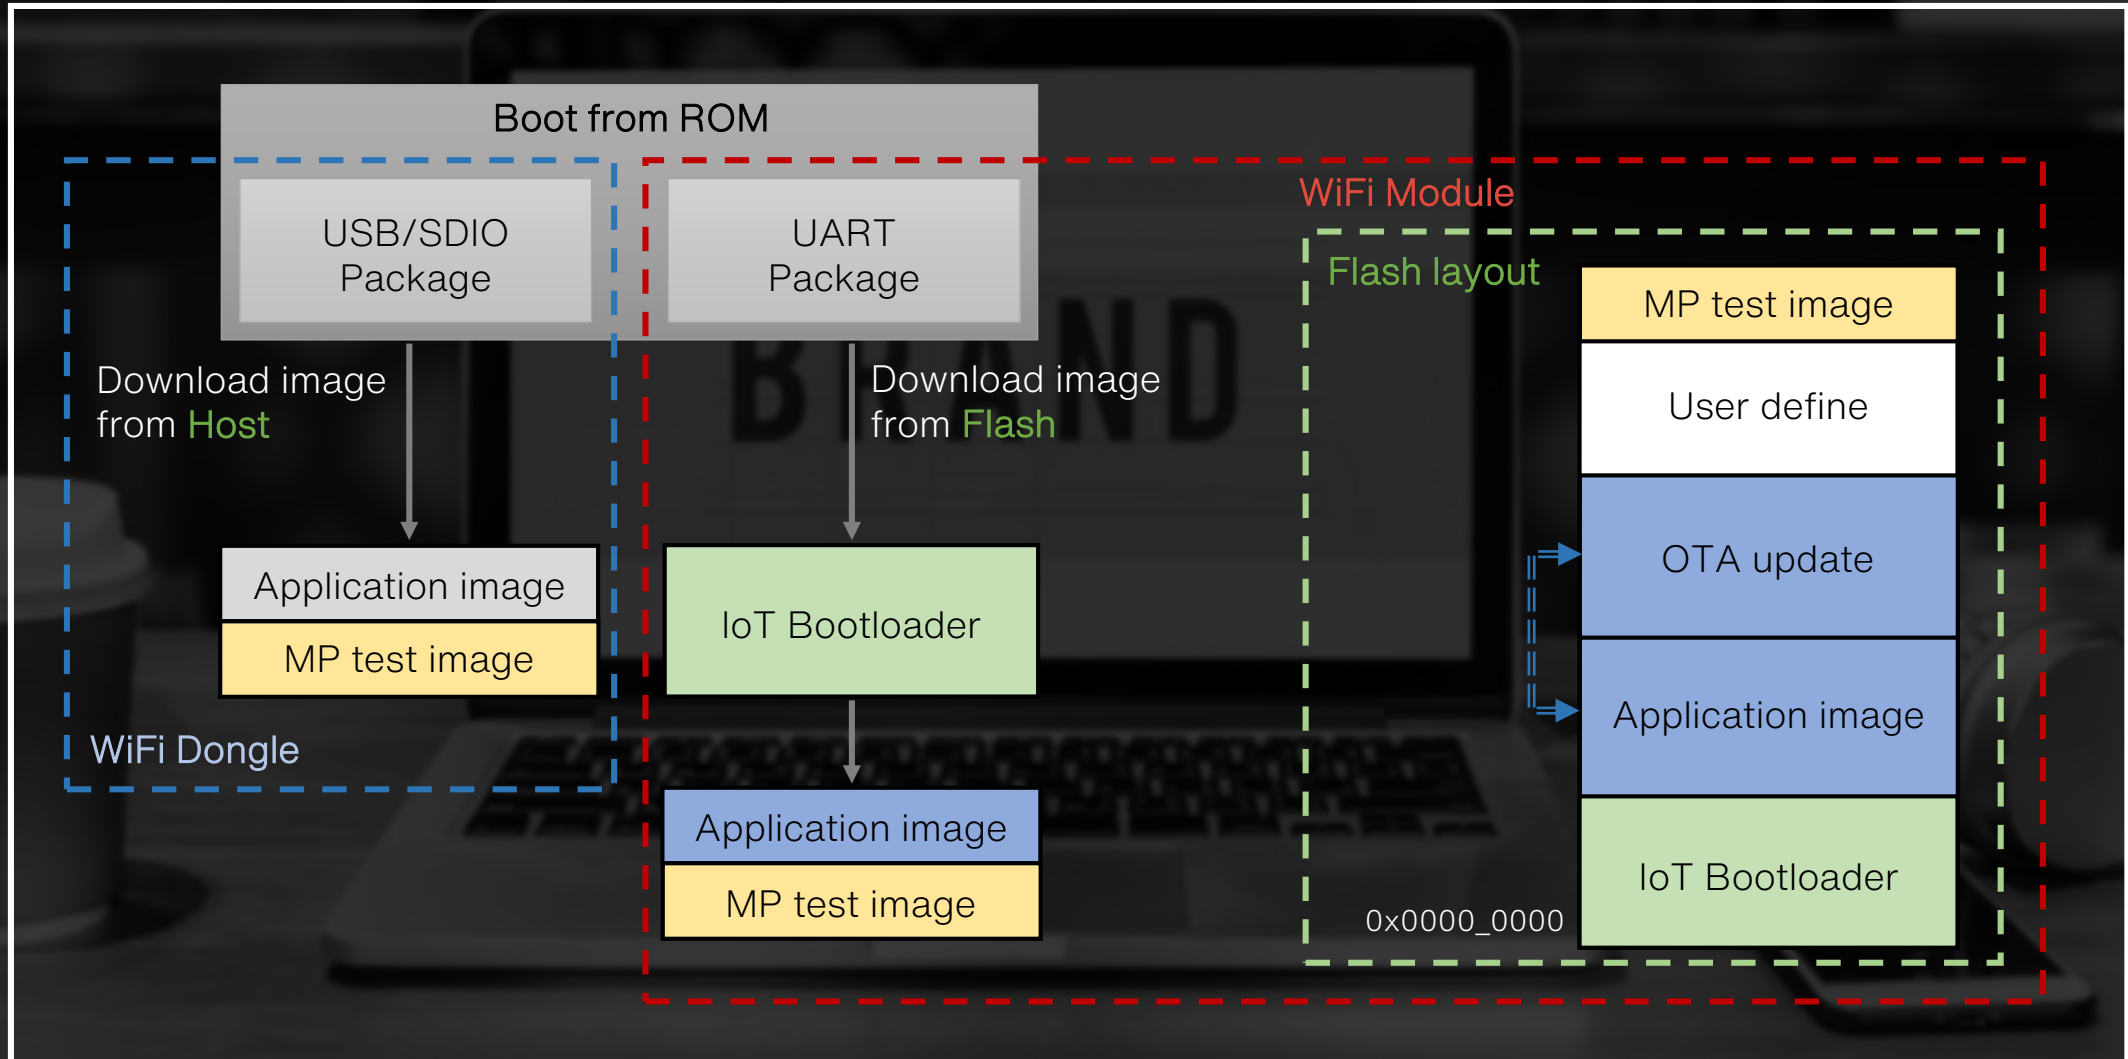 Boot from ROM
USB/SDIO
Package
UART
Package
Download image
from Host
Download image
from Flash
Application image
MP test image
WiFi Dongle
IoT Bootloader
Application image
MP test image
WiFi Module
Flash layout
MP test image
User define
OTA update
Application image
IoT Bootloader
0x0000_0000
BRAND